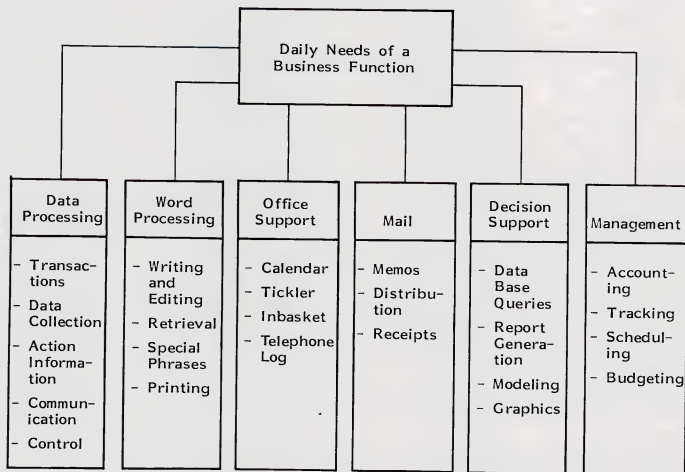 Daily Needs of a
Business Function
Data
Processing
- Transac-
tions
- Data
Collection
- Action
Informa-
tion
- Commun-
ication
- Control
Word
Processing
- Writing
and
Editing
- Retrieval
- Special
Phrases
- Printing
Office
Support
- Calendar
- Tickler
- Inbasket
- Telephone
Log
Mail
- Memos
- Distribu-
tion
- Receipts
Decision
Support
- Data
Base
Queries
- Report
Genera-
tion
- Modeling
- Graphics
Management
- Account-
ing
- Tracking
- Schedul-
ing
- Budgeting